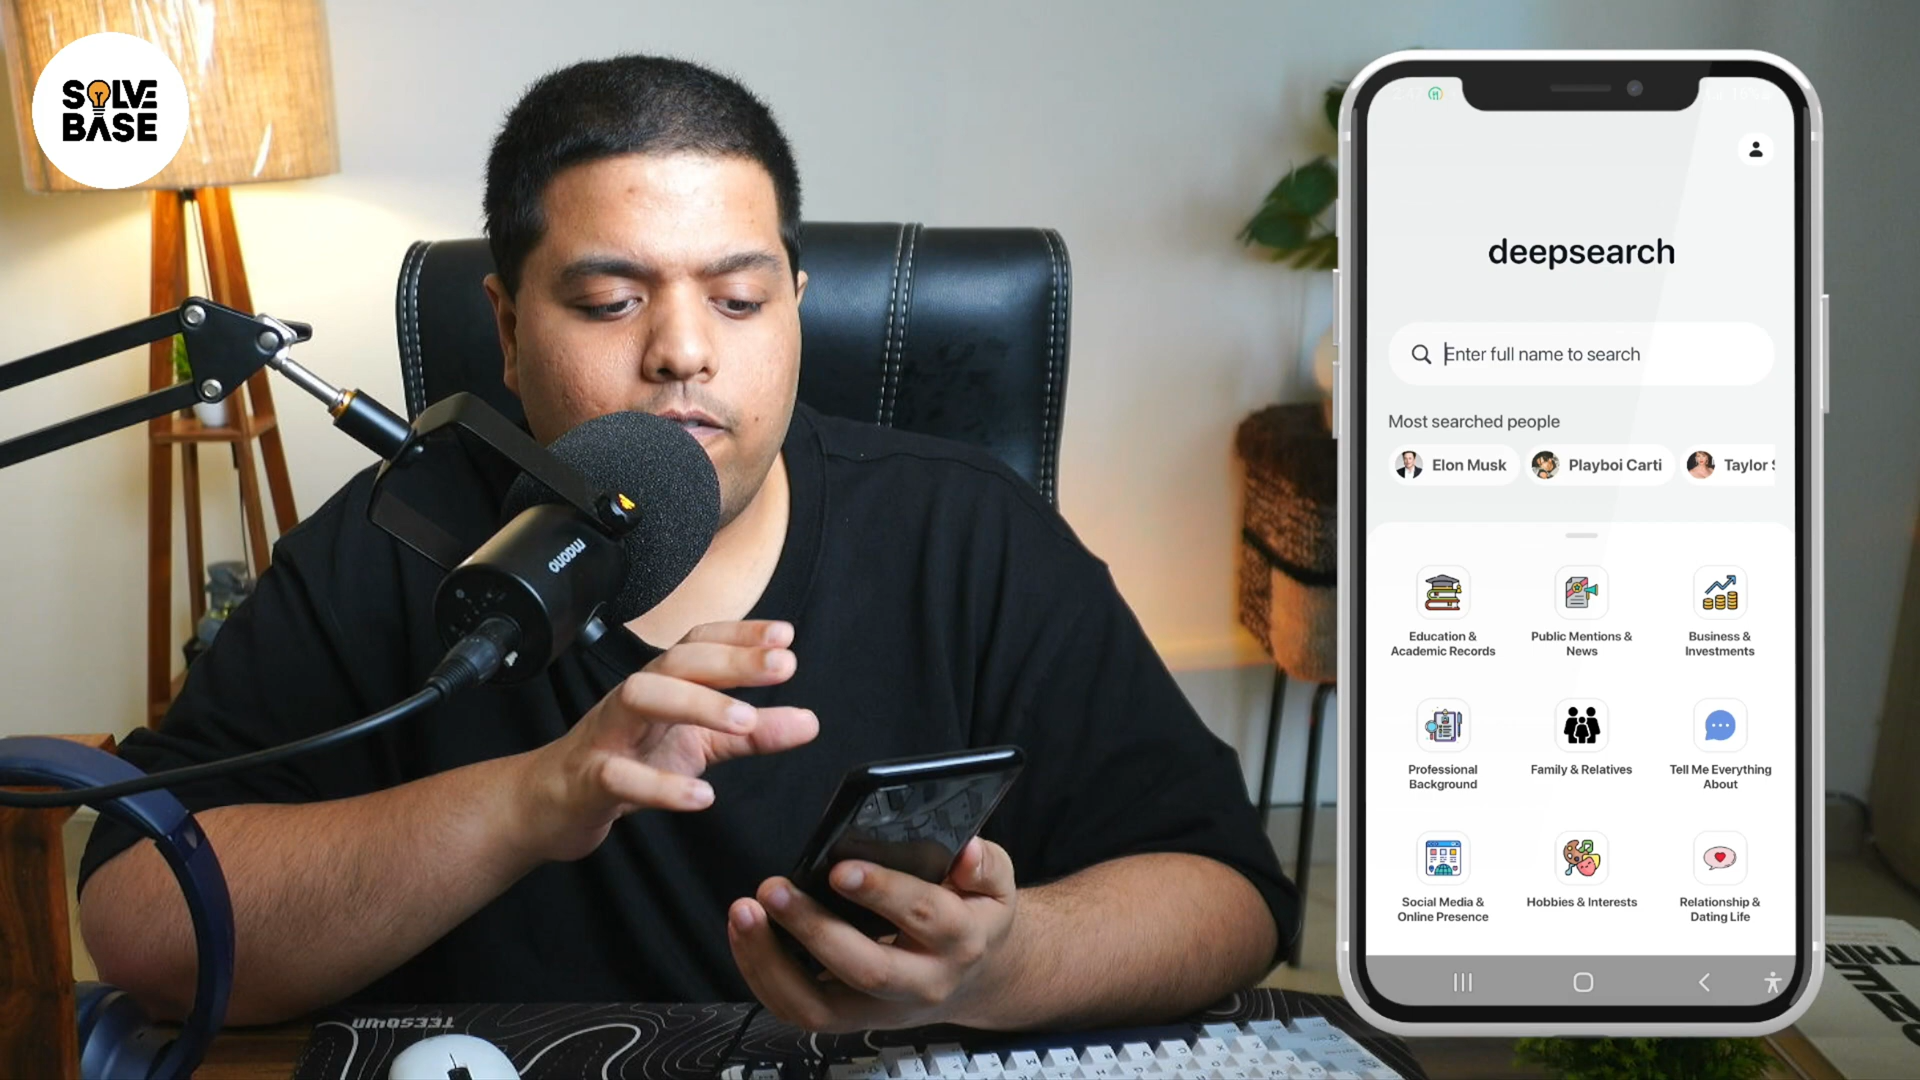 SOLVE
BASE
maono
TEESOWN
deepsearch
Enter full name to search
Most searched people
Elon Musk
Playboi Carti
Taylor S
Education &
Academic Records
Public Mentions &
News
Business &
Investments
Professional
Background
Family & Relatives
Tell Me Everything
About
Social Media &
Online Presence
Hobbies & Interests
Relationship &
Dating Life